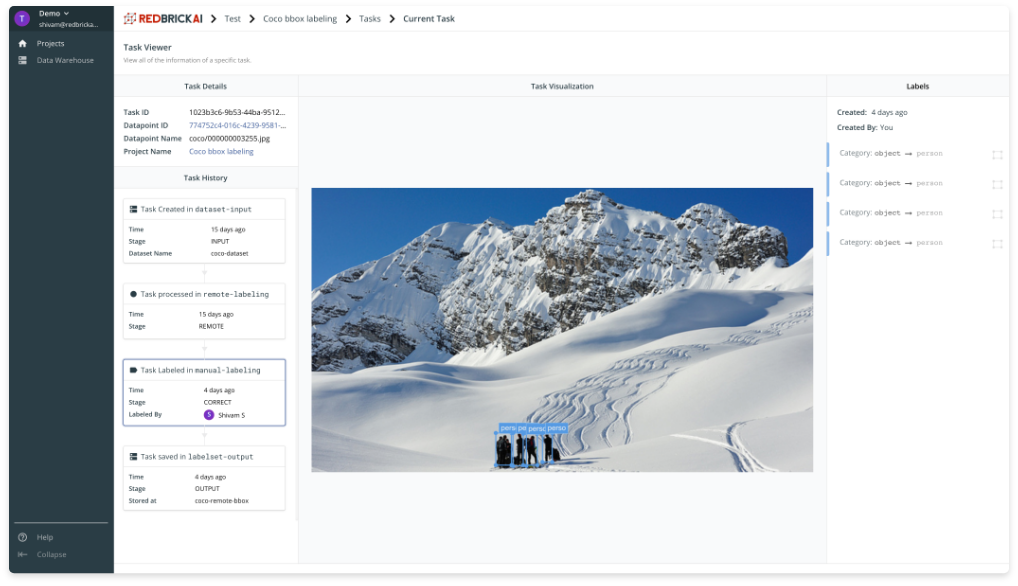 T
Demo
shivam@redbricka...
Projects
Data Warehouse
Help
Collapse
REDBRICKAI
Test
Coco bbox labeling
Tasks
Current Task
Task Viewer
View all of the information of a specific task.
Task Details
Task ID 1023b3c6-9b53-44ba-9512...
Datapoint ID 774752c4-016c-4239-9581-...
Datapoint Name coco/000000003255.jpg
Project Name Coco bbox labeling
Task History
Task Created in dataset-input
Time 15 days ago
Stage INPUT
Dataset Name coco-dataset
Task processed in remote-labeling
Time 15 days ago
Stage REMOTE
Task Labeled in manual-labeling
Time 4 days ago
Stage CORRECT
Labeled By S Shivam S
Task saved in labelset-output
Time 4 days ago
Stage OUTPUT
Stored at coco-remote-bbox
Task Visualization
pers pe perso perso
Labels
Created: 4 days ago
Created By: You
Category: object → person
Category: object → person
Category: object → person
Category: object → person